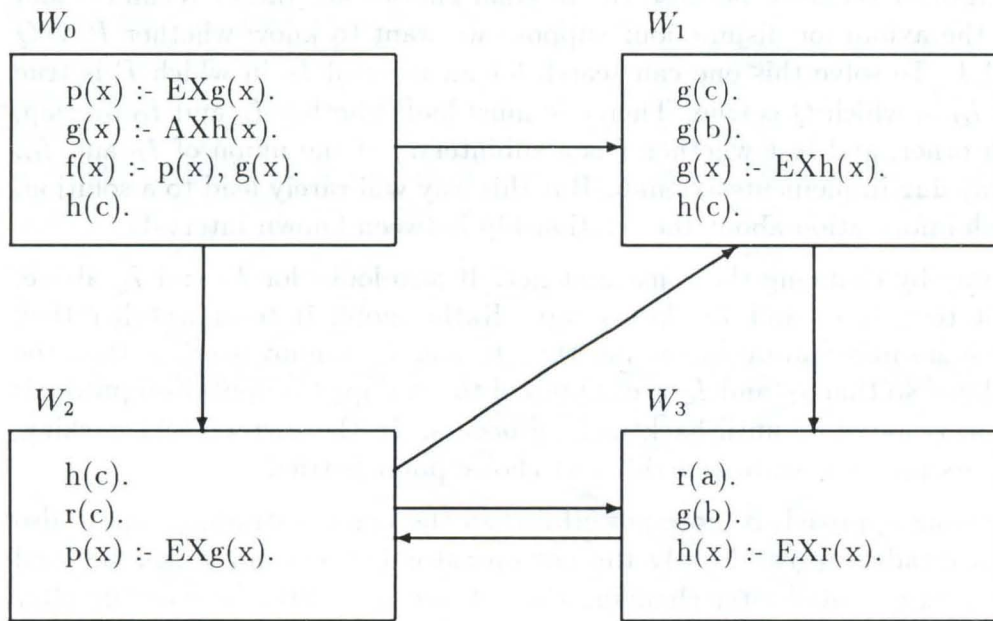 W0 W1
p(x) :- EXg(x).
g(x) :- AXh(x).
f(x) :- p(x), g(x).
h(c).
g(c).
g(b).
g(x) :- EXh(x).
h(c).
W2 W3
h(c).
r(c).
p(x) :- EXg(x).
r(a).
g(b).
h(x) :- EXr(x).